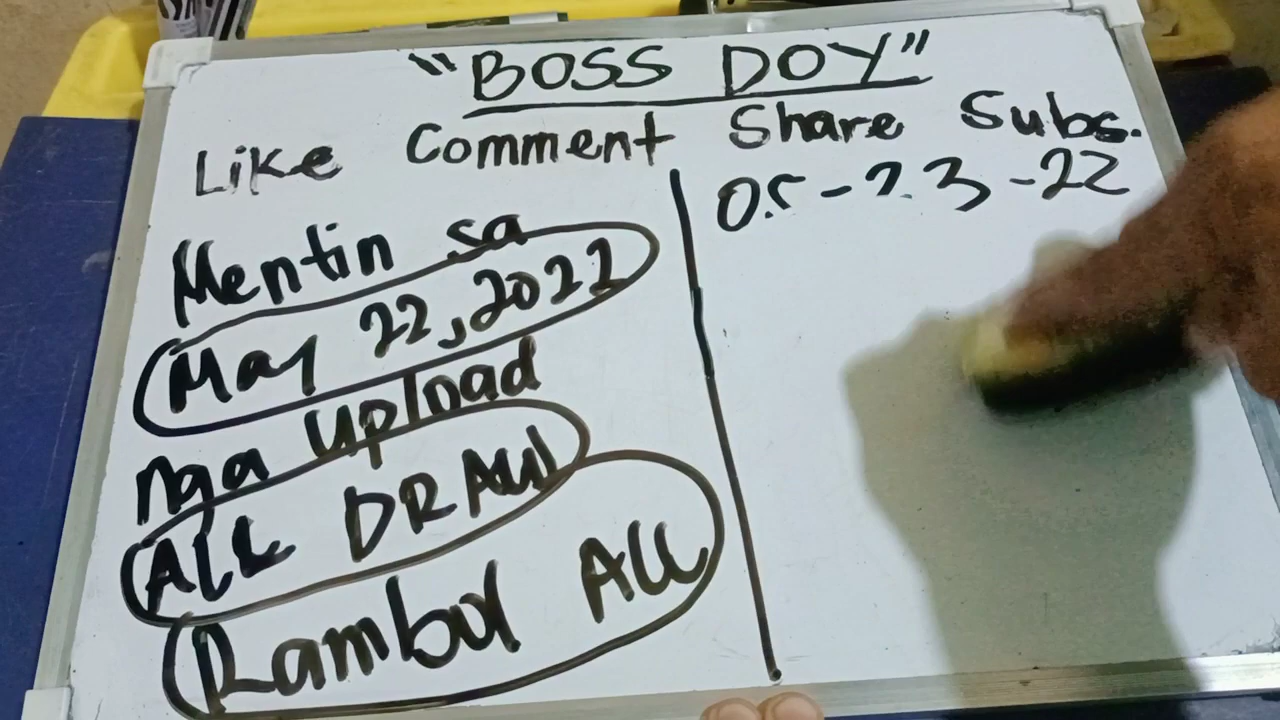 "BOSS DOY"
Like Comment Share Subs.
Mentin sa
May 22, 2022
nga upload
ALL DRAW
Rambol ALL
05-23-22